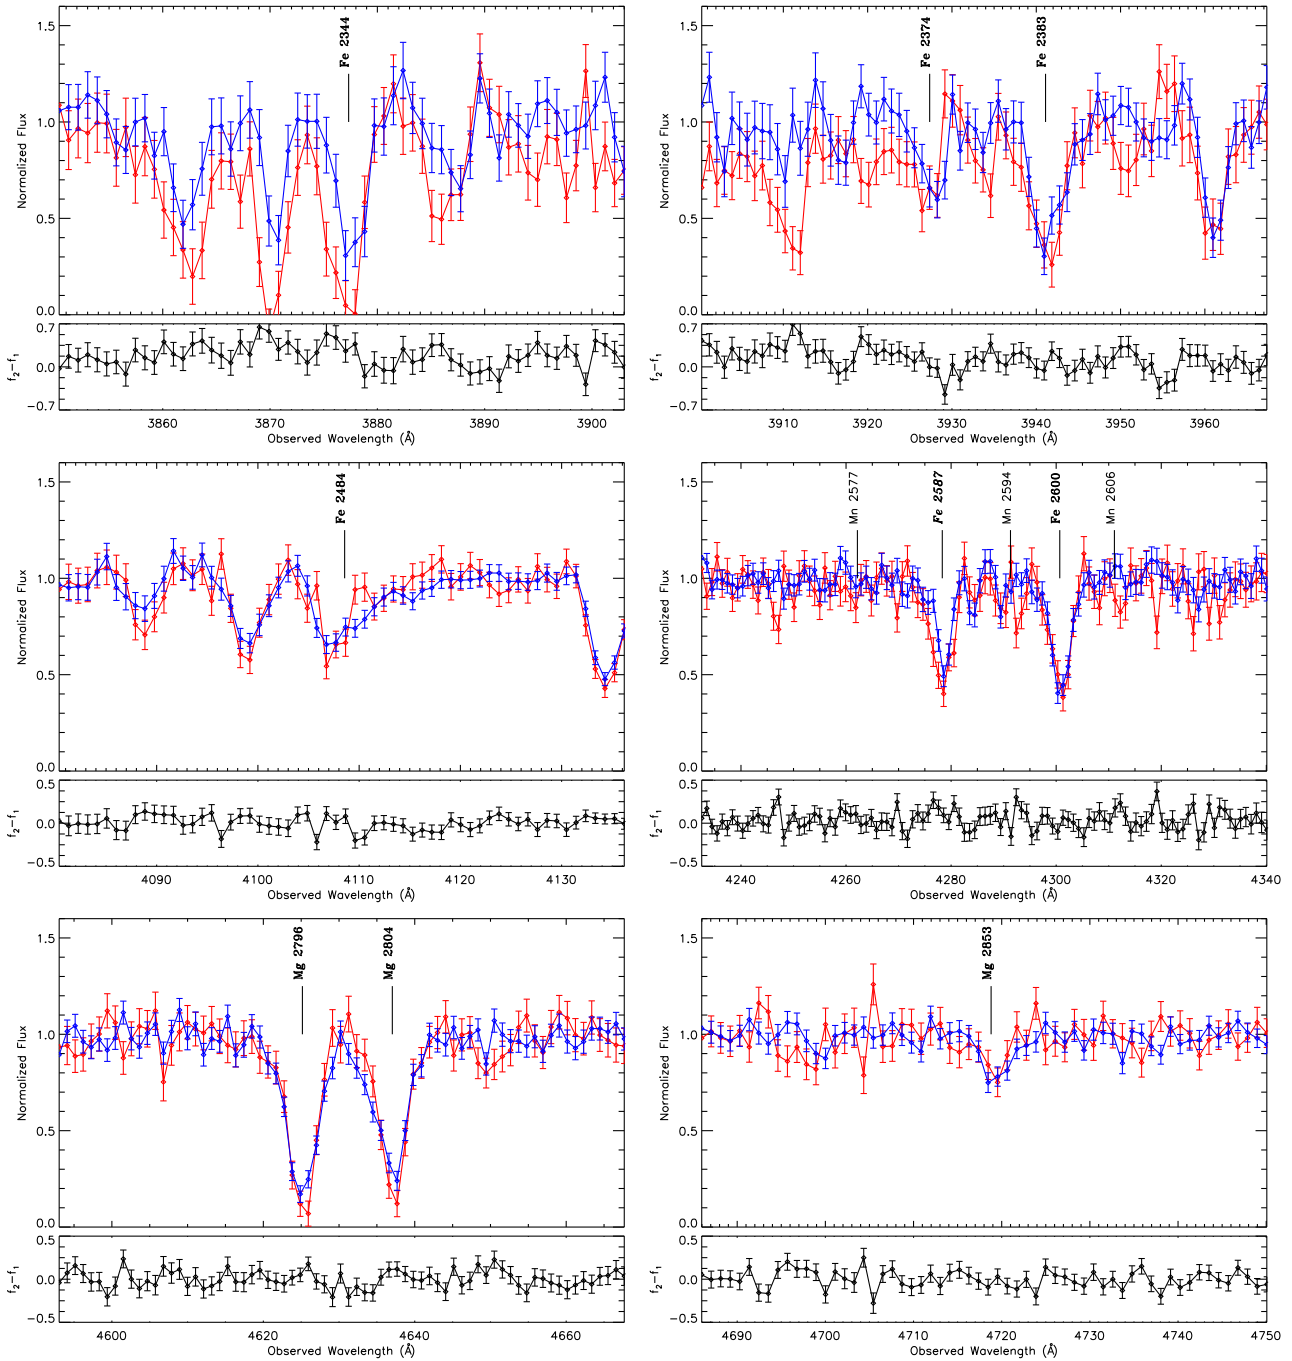 Fe 2344
1.5
1.0
0.5
0.0
Normalized Flux
0.7
0.0
−0.7
f2−f1
3860 3870 3880 3890 3900
Observed Wavelength (Å)
Fe 2374
Fe 2383
1.5
1.0
0.5
0.0
Normalized Flux
0.7
0.0
−0.7
f2−f1
3910 3920 3930 3940 3950 3960
Observed Wavelength (Å)
Fe 2484
1.5
1.0
0.5
0.0
Normalized Flux
0.5
0.0
−0.5
f2−f1
4090 4100 4110 4120 4130
Observed Wavelength (Å)
Mn 2577
Fe 2587
Mn 2594
Fe 2600
Mn 2606
1.5
1.0
0.5
0.0
Normalized Flux
0.5
0.0
−0.5
f2−f1
4240 4260 4280 4300 4320 4340
Observed Wavelength (Å)
Mg 2796
Mg 2804
1.5
1.0
0.5
0.0
Normalized Flux
0.5
0.0
−0.5
f2−f1
4600 4620 4640 4660
Observed Wavelength (Å)
Mg 2853
1.5
1.0
0.5
0.0
Normalized Flux
0.5
0.0
−0.5
f2−f1
4690 4700 4710 4720 4730 4740 4750
Observed Wavelength (Å)